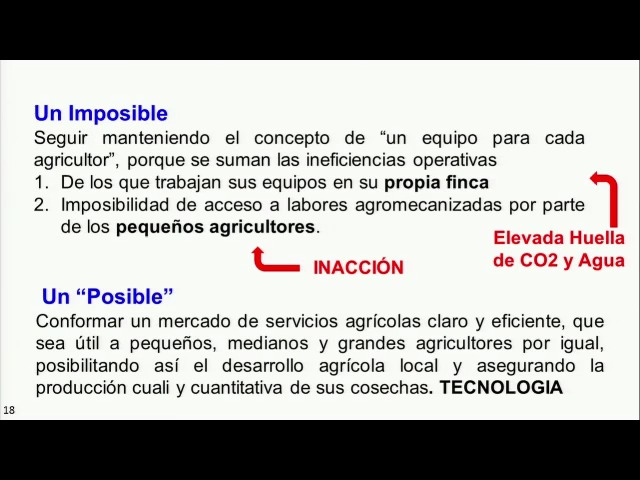 Un Imposible
Seguir manteniendo el concepto de “un equipo para cada
agricultor”, porque se suman las ineficiencias operativas
1. De los que trabajan sus equipos en su propia finca
2. Imposibilidad de acceso a labores agromecanizadas por parte
de los pequeños agricultores.
Elevada Huella
de CO2 y Agua
INACCIÓN
Un “Posible”
Conformar un mercado de servicios agrícolas claro y eficiente, que
sea útil a pequeños, medianos y grandes agricultores por igual,
posibilitando así el desarrollo agrícola local y asegurando la
producción cuali y cuantitativa de sus cosechas. TECNOLOGIA
18